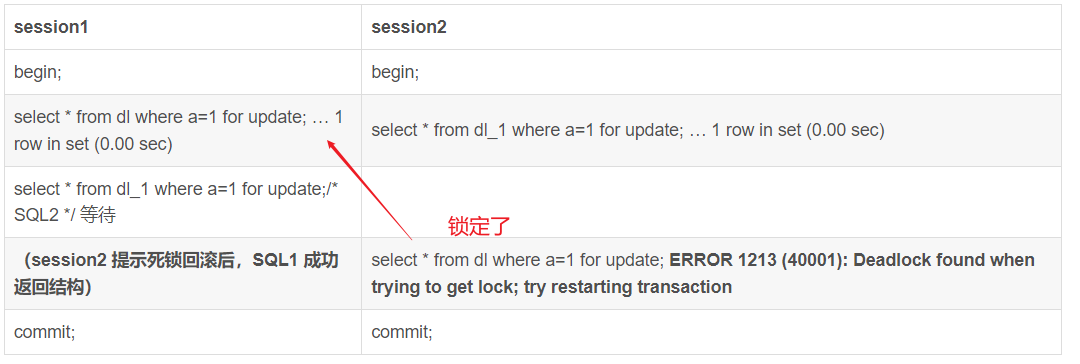 session1
session2
begin;
begin;
select * from dl where a=1 for update; … 1
row in set (0.00 sec)
select * from dl_1 where a=1 for update; … 1 row in set (0.00 sec)
select * from dl_1 where a=1 for update;/*
SQL2 */ 等待
锁定了
（session2 提示死锁回滚后，SQL1 成功
返回结构）
select * from dl where a=1 for update; ERROR 1213 (40001): Deadlock found when
trying to get lock; try restarting transaction
commit;
commit;